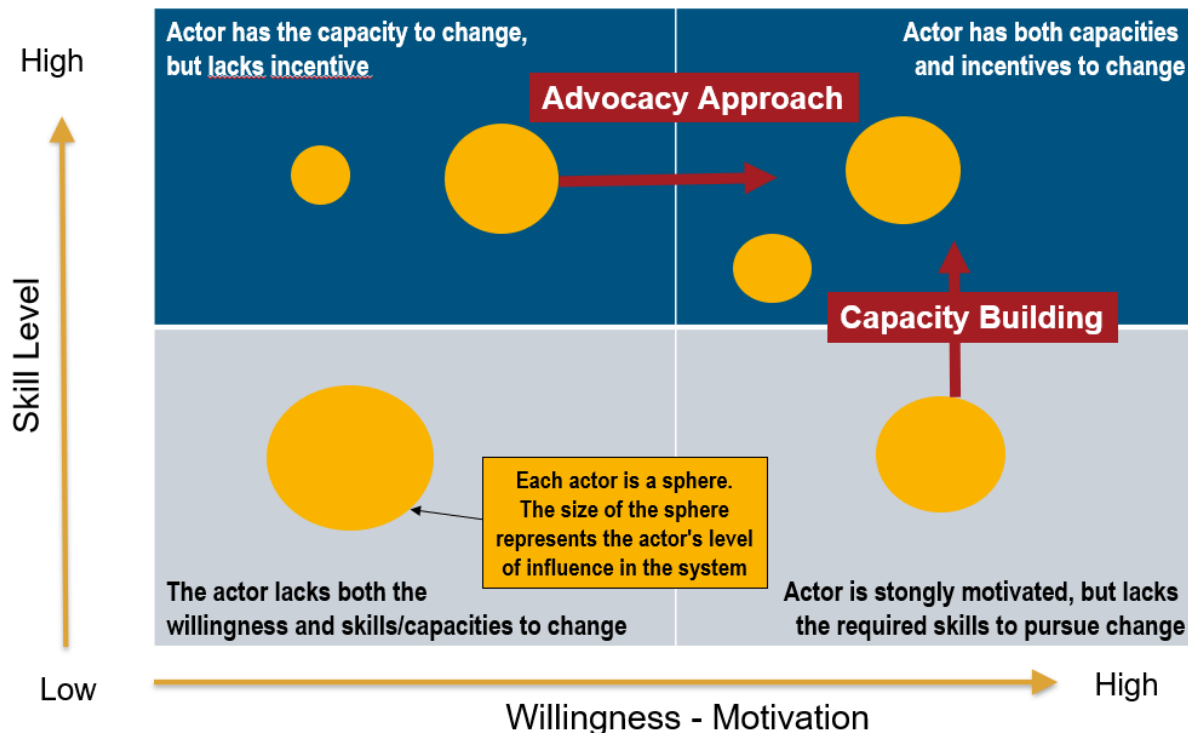 Actor has the capacity to change,
but lacks incentive
Actor has both capacities
and incentives to change
High
Advocacy Approach
Capacity Building
Skill Level
Each actor is a sphere.
The size of the sphere
represents the actor's level
of influence in the system
The actor lacks both the
willingness and skills/capacities to change
Actor is strongly motivated, but lacks
the required skills to pursue change
Low
High
Willingness - Motivation